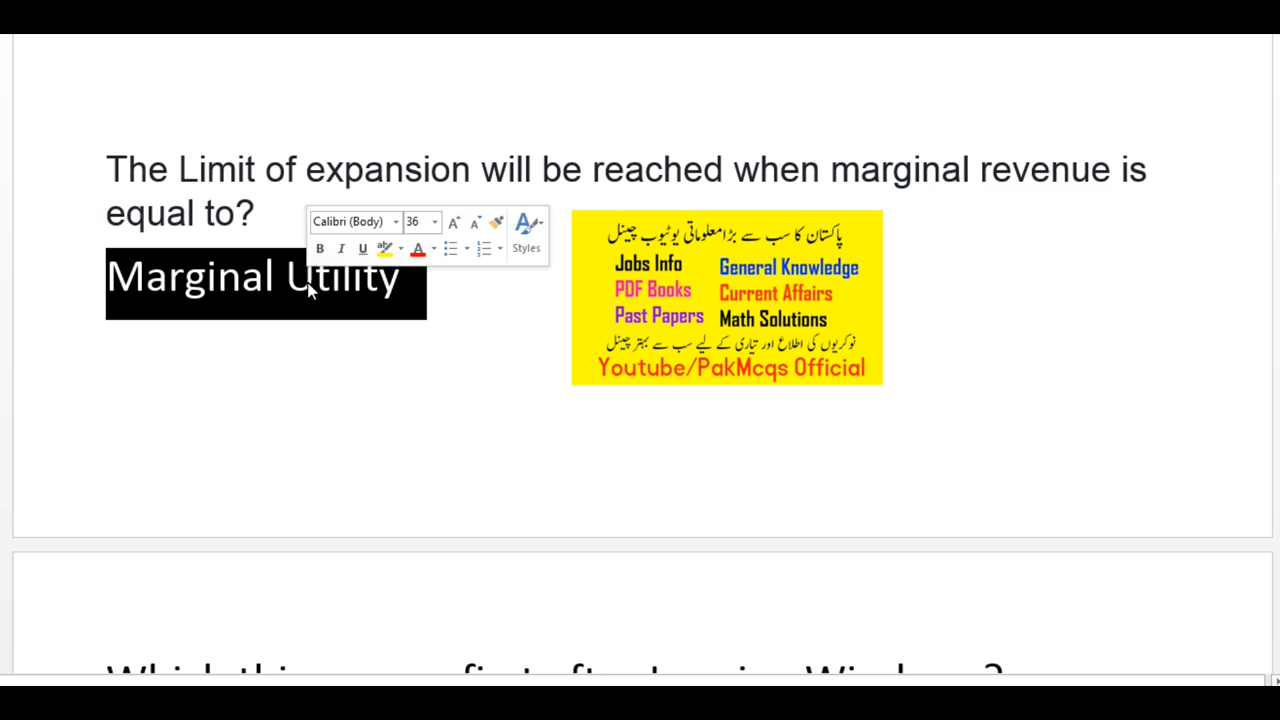 The Limit of expansion will be reached when marginal revenue is
equal to?
Calibri (Body) 36
B I U Styles
Marginal Utility
پاکستان کا سب سے بڑا معلوماتی یوٹیوب چینل
Jobs Info General Knowledge
PDF Books Current Affairs
Past Papers Math Solutions
نوکریوں کی اطلاع اور تیاری کے لیے سب سے بہتر چینل
Youtube/PakMcqs Official